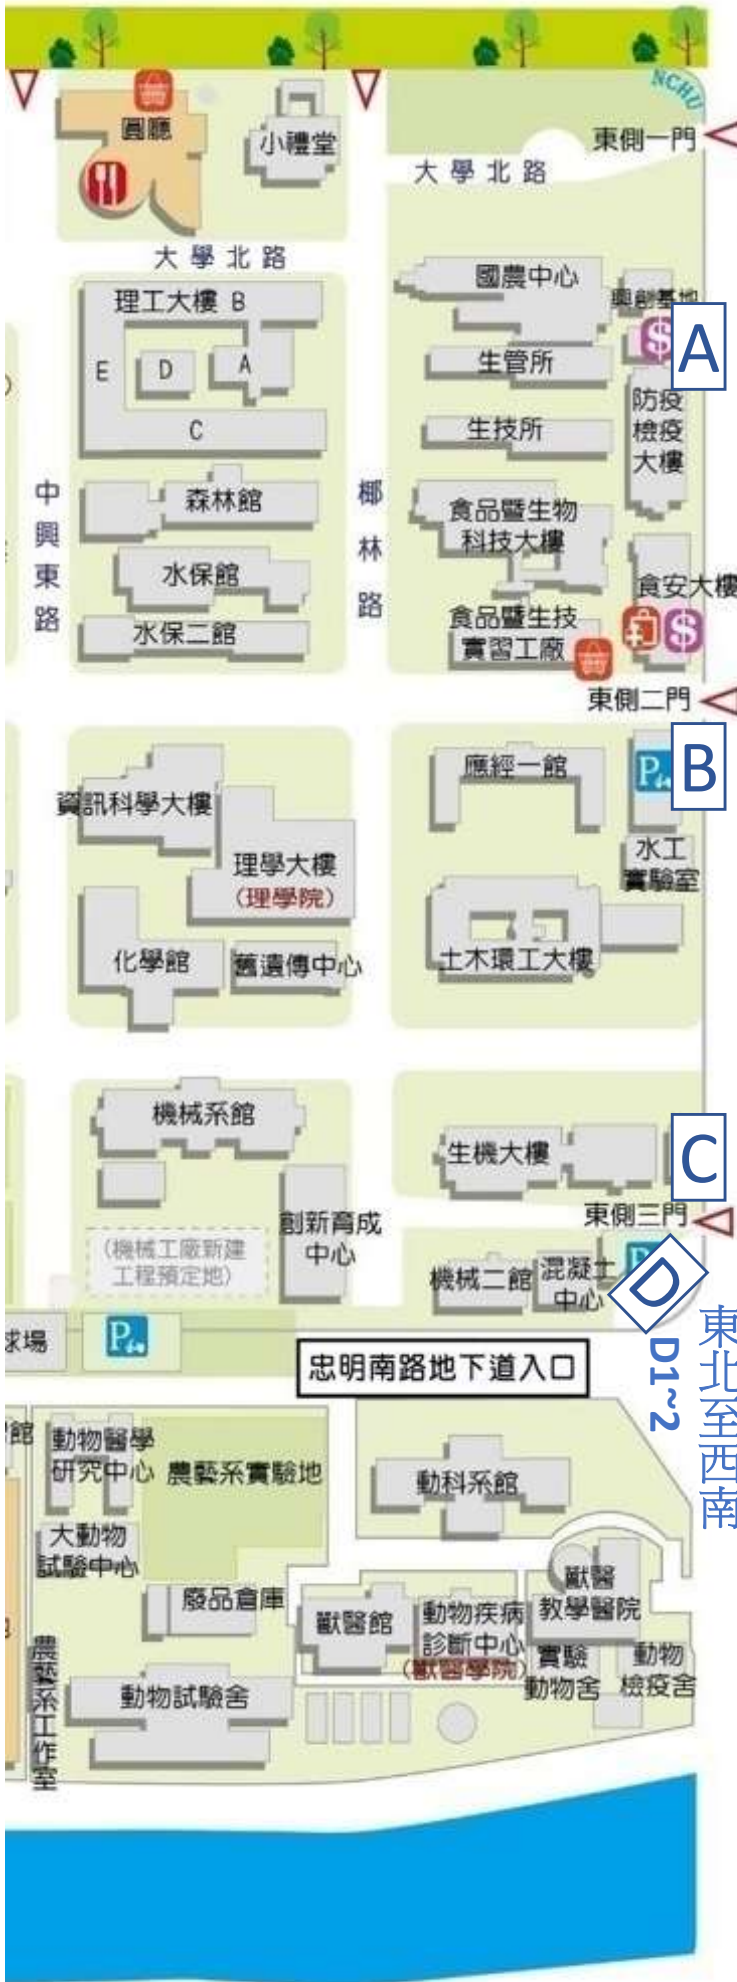 NCHU
圓廳
小禮堂
東側一門
大學北路
大學北路
理工大樓 B
E
D
A
C
國農中心
興創基地
$
A
生管所
防疫
檢疫
大樓
生技所
中興東路
椰林路
森林館
食品暨生物
科技大樓
水保館
食安大樓
水保二館
食品暨生技
實習工廠
$
東側二門
應經一館
P
B
資訊科學大樓
理學大樓
(理學院)
水工
實驗室
化學館
舊遺傳中心
土木環工大樓
機械系館
生機大樓
C
創新育成
中心
東側三門
(機械工廠新建
工程預定地)
機械二館
混凝土
中心
P
D
D1~2
東北至西南
球場
P
忠明南路地下道入口
館
動物醫學
研究中心
農藝系實驗地
動科系館
大動物
試驗中心
廢品倉庫
獸醫館
動物疾病
診斷中心
(獸醫學院)
獸醫
教學醫院
實驗
動物舍
動物
檢疫舍
農藝系工作室
動物試驗舍